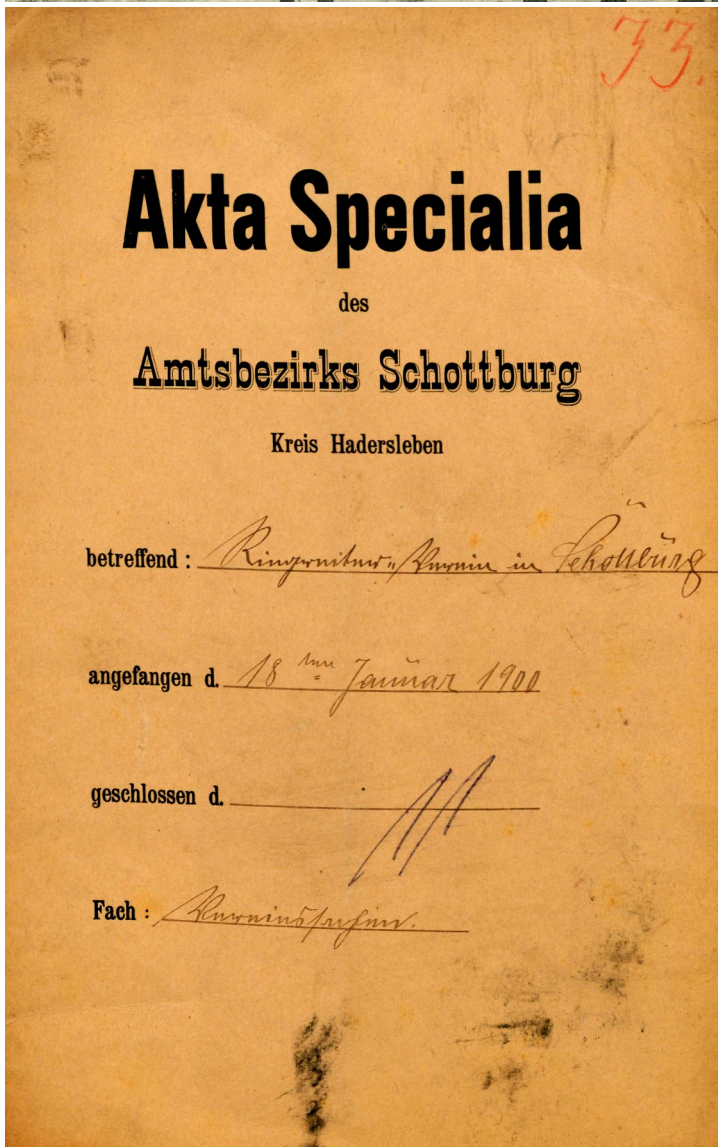 33.
Akta Specialia
des
Amtsbezirks Schottburg
Kreis Hadersleben
betreffend : Ringreiter-Verein in Schottburg
angefangen d. 18ten Januar 1900
geschlossen d.
Fach : Vereinssachen.